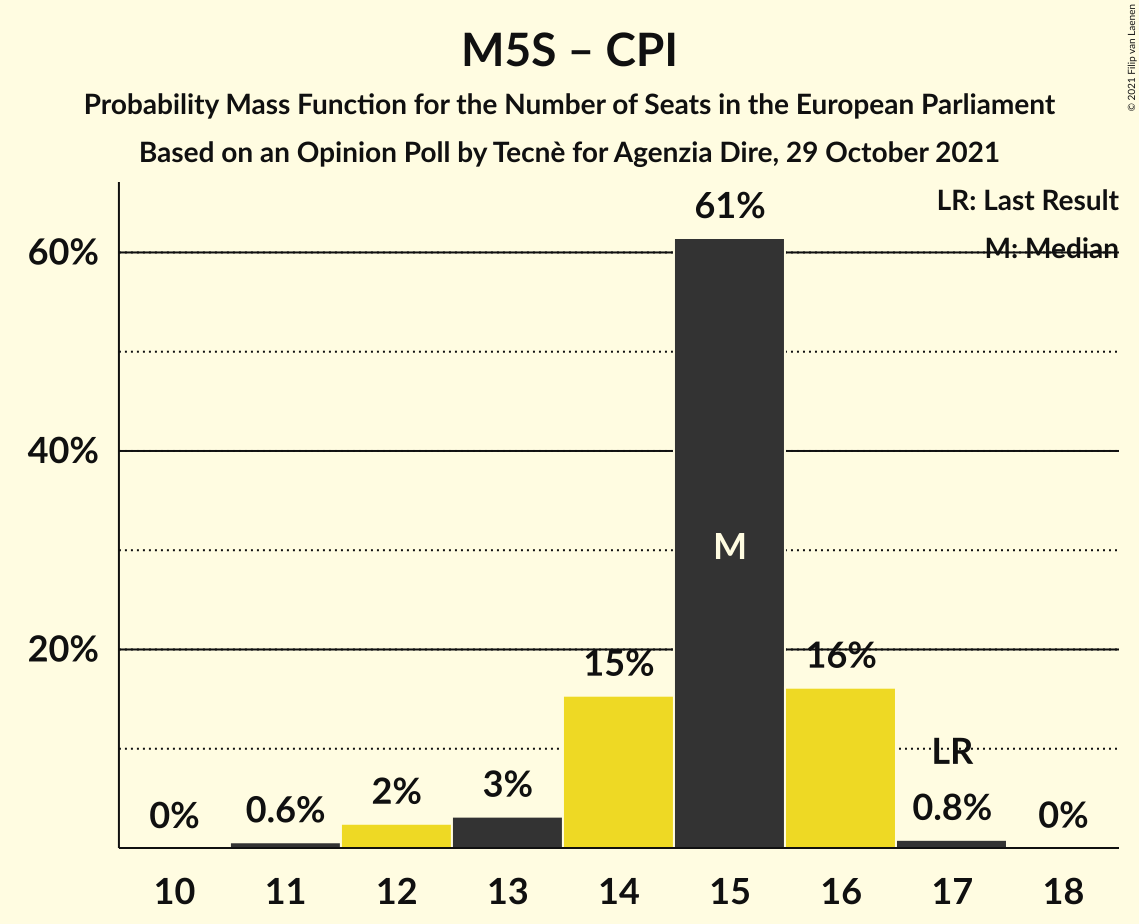 M5S – CPI
Probability Mass Function for the Number of Seats in the European Parliament
Based on an Opinion Poll by Tecnè for Agenzia Dire, 29 October 2021
© 2021 Filip van Laenen
LR: Last Result
M: Median
60%
40%
20%
0%
0.6%
2%
3%
15%
61%
M
16%
LR
0.8%
0%
10 11 12 13 14 15 16 17 18